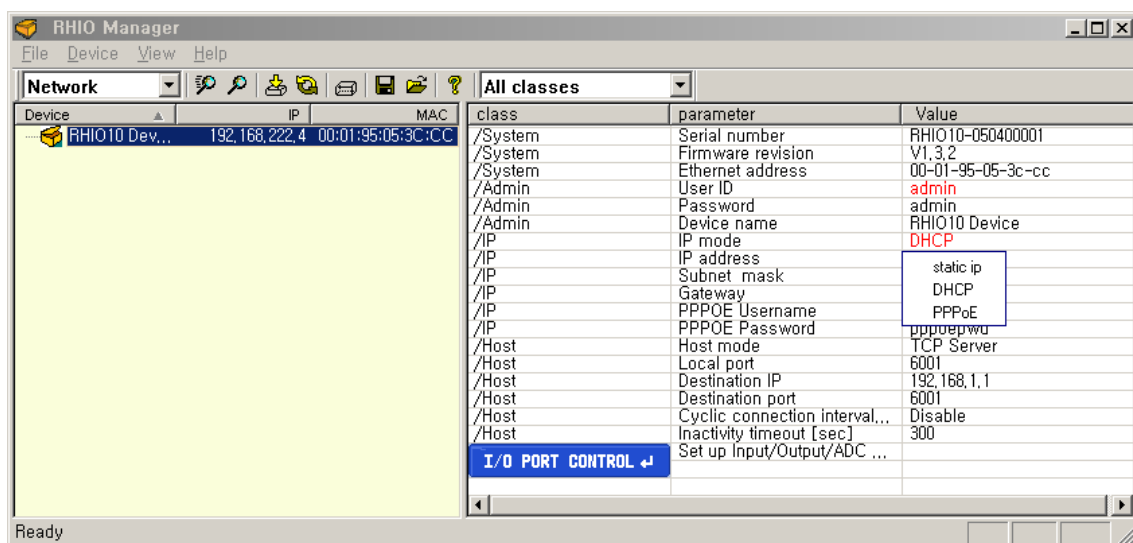 RHIO Manager
File Device View Help
Network All classes
Device IP MAC
RHIO10 Dev,,, 192,168,222,4 00:01:95:05:3C:CC
class parameter Value
/System Serial number RHIO10-050400001
/System Firmware revision V1,3,2
/System Ethernet address 00-01-95-05-3c-cc
/Admin User ID admin
/Admin Password admin
/Admin Device name RHIO10 Device
/IP IP mode DHCP
/IP IP address
/IP Subnet mask
/IP Gateway
/IP PPPOE Username
/IP PPPOE Password pppoepwd
static ip
DHCP
PPPoE
/Host Host mode TCP Server
/Host Local port 6001
/Host Destination IP 192,168,1,1
/Host Destination port 6001
/Host Cyclic connection interval,,, Disable
/Host Inactivity timeout [sec] 300
I/O PORT CONTROL ↵ Set up Input/Output/ADC ,,,
Ready